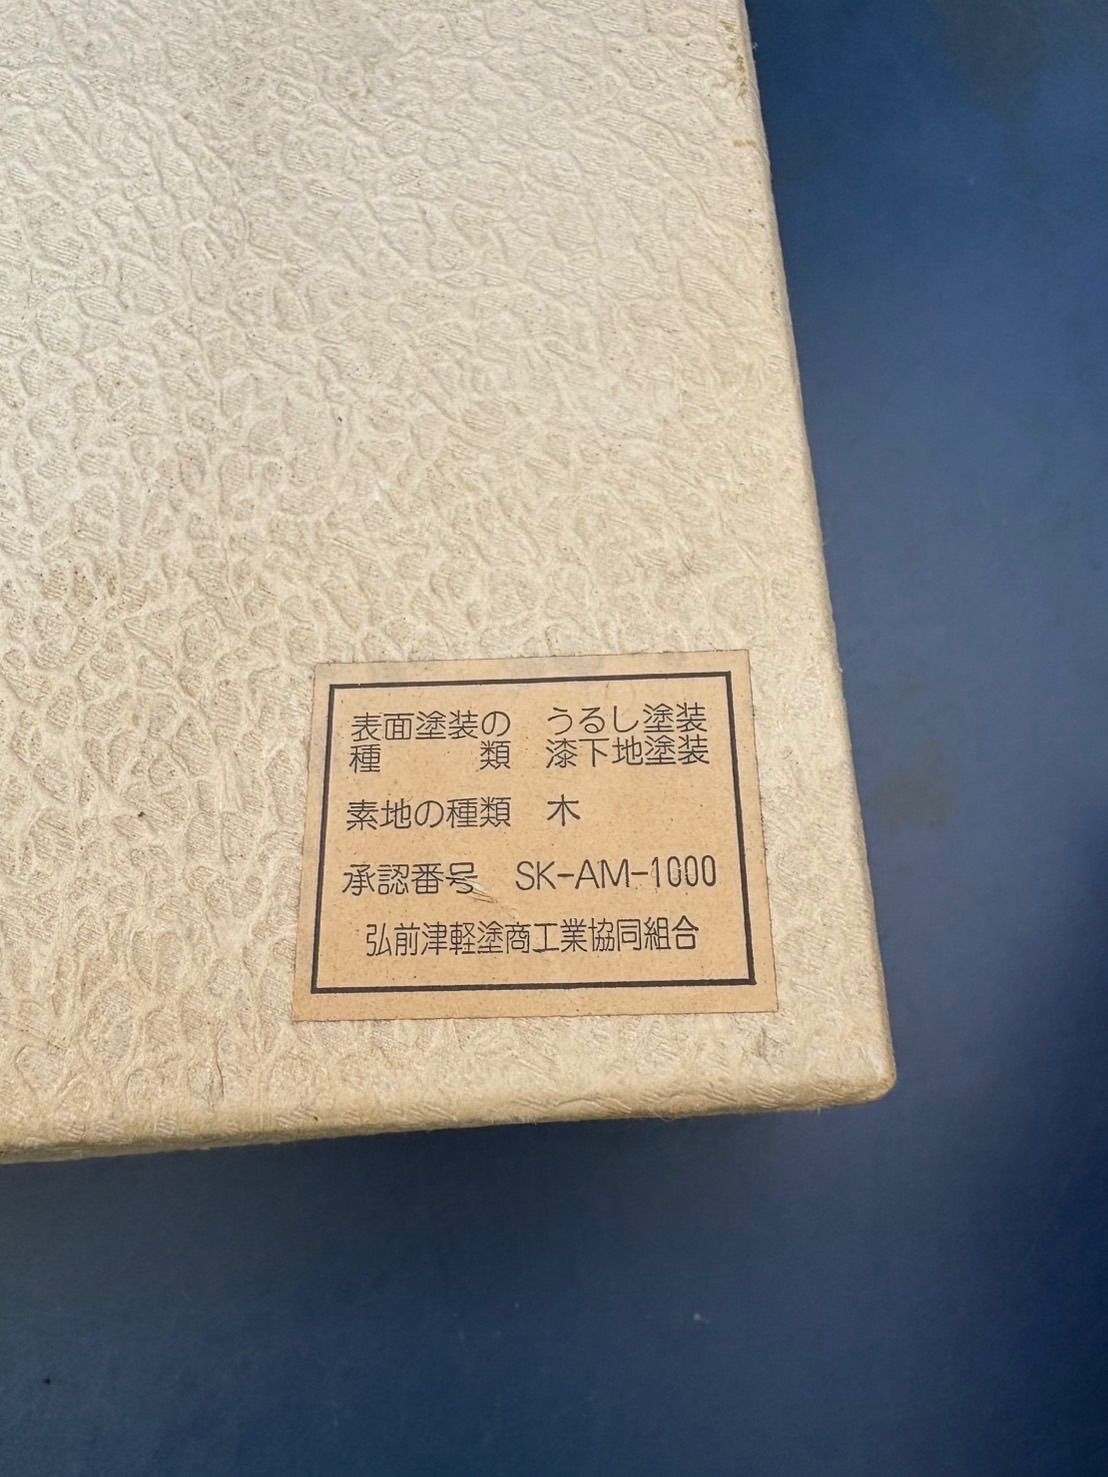 表面塗装の うるし塗装
種類 漆下地塗装
素地の種類 木
承認番号 SK-AM-1000
弘前津軽塗商工業協同組合